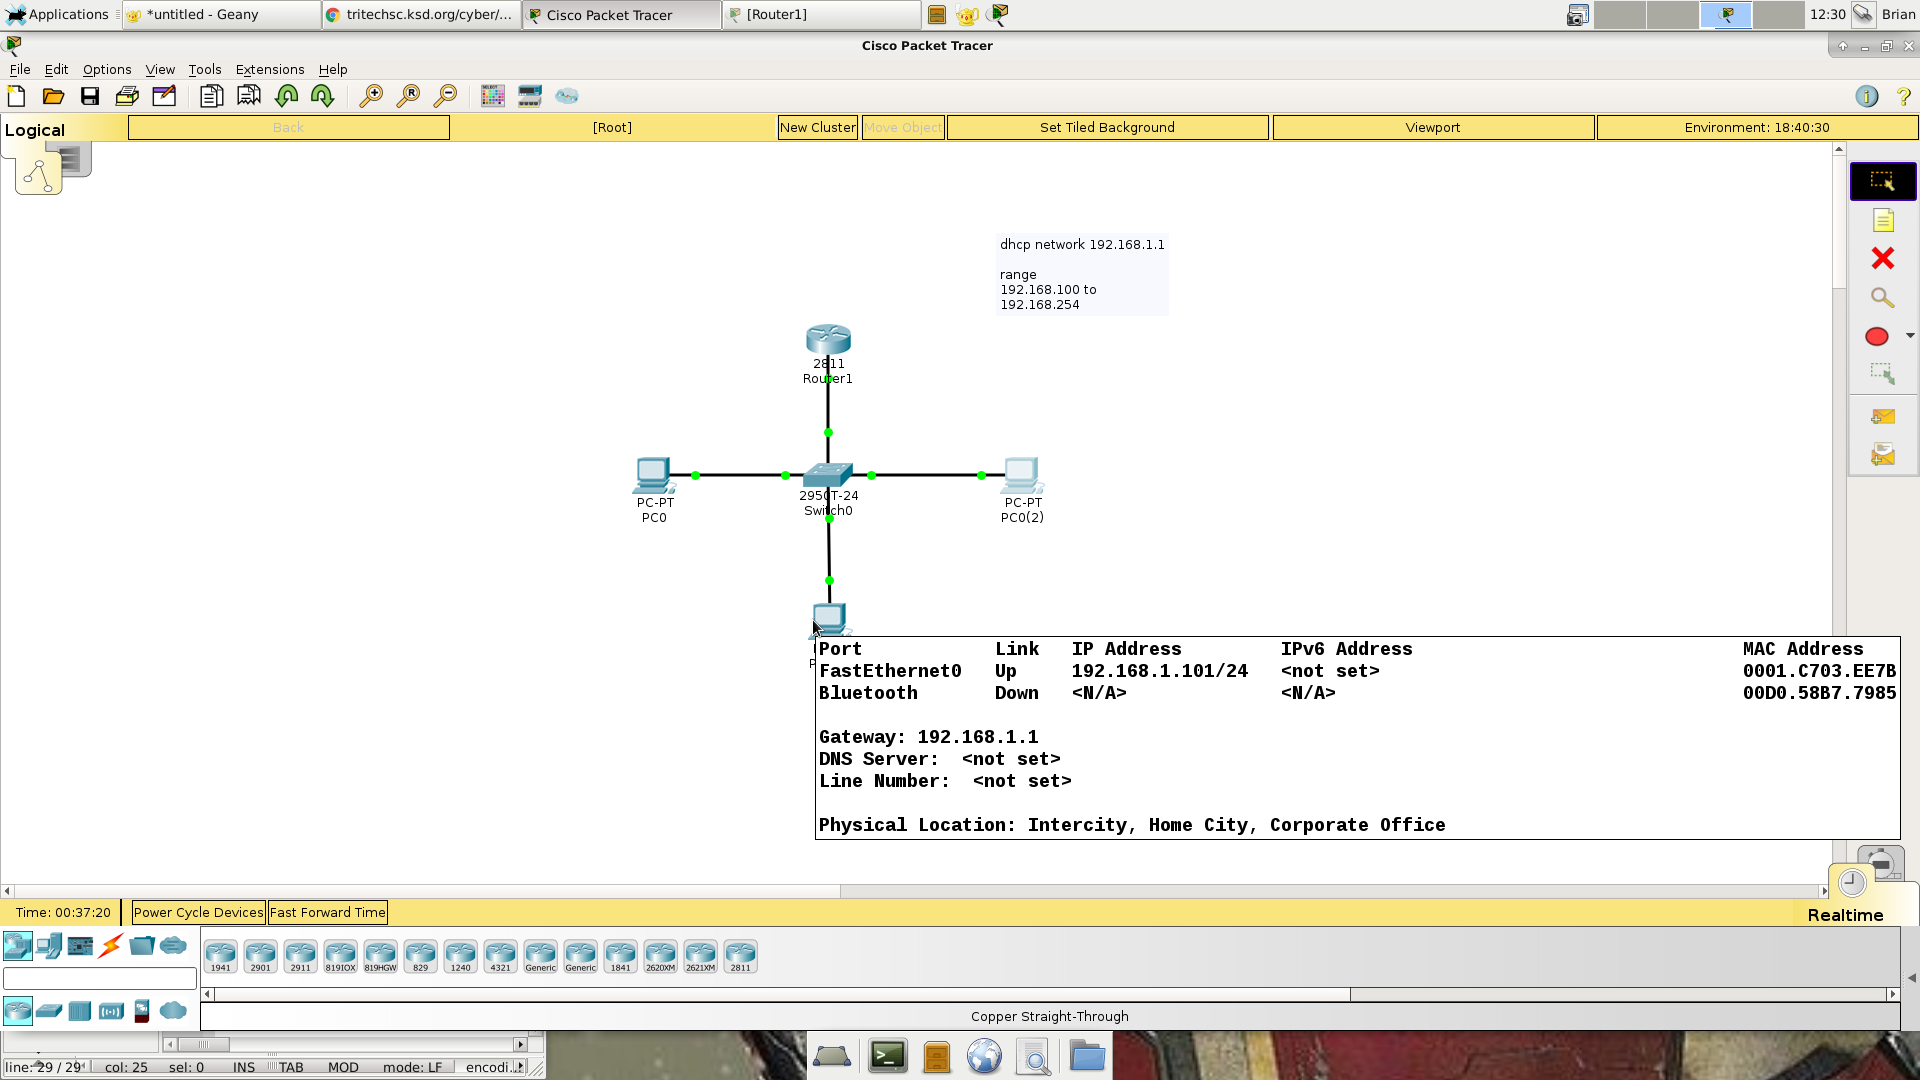 Applications
*untitled - Geany
tritechsc.ksd.org/cyber/...
Cisco Packet Tracer
[Router1]
12:30
Brian
Cisco Packet Tracer
File Edit Options View Tools Extensions Help
Logical
Back
[Root]
New Cluster
Move Object
Set Tiled Background
Viewport
Environment: 18:40:30
dhcp network 192.168.1.1
range
192.168.100 to
192.168.254
2811
Router1
PC-PT
PC0
2950T-24
Switch0
PC-PT
PC0(2)
Port Link IP Address IPv6 Address MAC Address
FastEthernet0 Up 192.168.1.101/24 <not set> 0001.C703.EE7B
Bluetooth Down <N/A> <N/A> 00D0.58B7.7985
Gateway: 192.168.1.1
DNS Server: <not set>
Line Number: <not set>
Physical Location: Intercity, Home City, Corporate Office
Time: 00:37:20
Power Cycle Devices
Fast Forward Time
Realtime
1941 2901 2911 819IOX 819HGW 829 1240 4321 Generic Generic 1841 2620XM 2621XM 2811
Copper Straight-Through
line: 29 / 29 col: 25 sel: 0 INS TAB MOD mode: LF encodi...